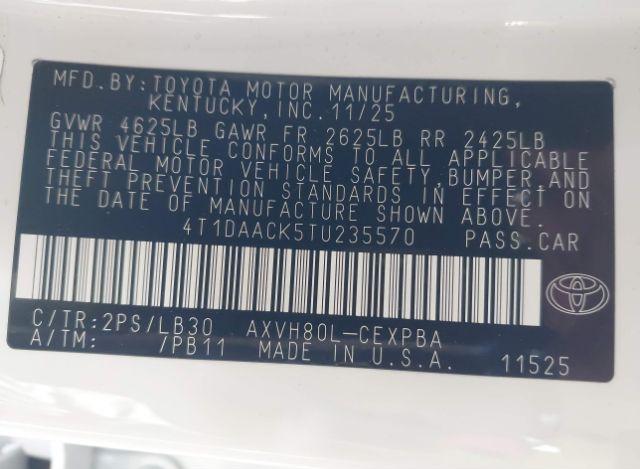 MFD.BY:TOYOTA MOTOR MANUFACTURING,
KENTUCKY,INC.11/25
GVWR 4625LB GAWR FR 2625LB RR 2425LB
THIS VEHICLE CONFORMS TO ALL APPLICABLE
FEDERAL MOTOR VEHICLE SAFETY,BUMPER,AND
THEFT PREVENTION STANDARDS IN EFFECT ON
THE DATE OF MANUFACTURE SHOWN ABOVE.
4T1DAACK5TU235570 PASS.CAR
C/TR:2PS/LB30 AXVH80L-CEXPBA
A/TM: /PB11 MADE IN U.S.A. 11525